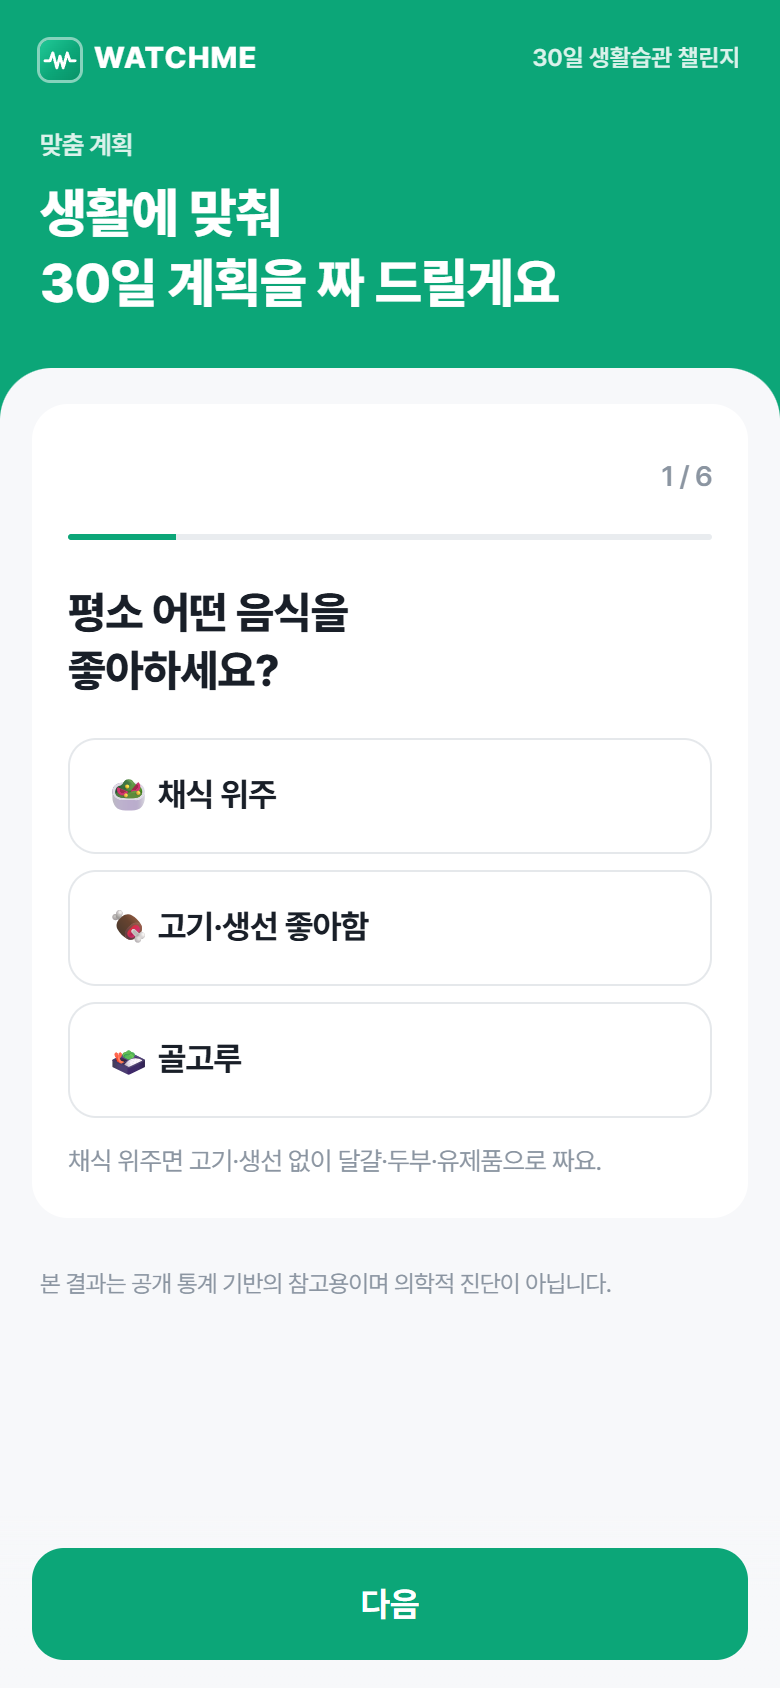 WATCHME
30일 생활습관 챌린지
맞춤 계획
생활에 맞춰
30일 계획을 짜 드릴게요
1 / 6
평소 어떤 음식을
좋아하세요?
채식 위주
고기·생선 좋아함
골고루
채식 위주면 고기·생선 없이 달걀·두부·유제품으로 짜요.
본 결과는 공개 통계 기반의 참고용이며 의학적 진단이 아닙니다.
다음